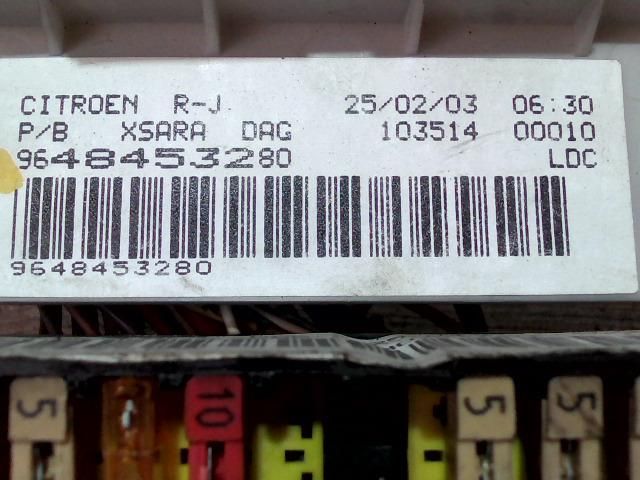 CITROEN R-J 25/02/03 06:30
P/B XSARA DAG 103514 00010
9648453280 LDC
9648453280
5 10 5 5